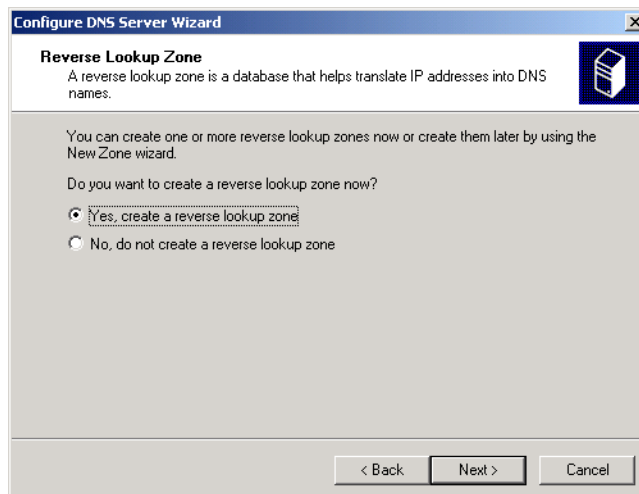 Configure DNS Server Wizard
Reverse Lookup Zone
A reverse lookup zone is a database that helps translate IP addresses into DNS
names.
You can create one or more reverse lookup zones now or create them later by using the
New Zone wizard.
Do you want to create a reverse lookup zone now?
Yes, create a reverse lookup zone
No, do not create a reverse lookup zone
< Back Next > Cancel